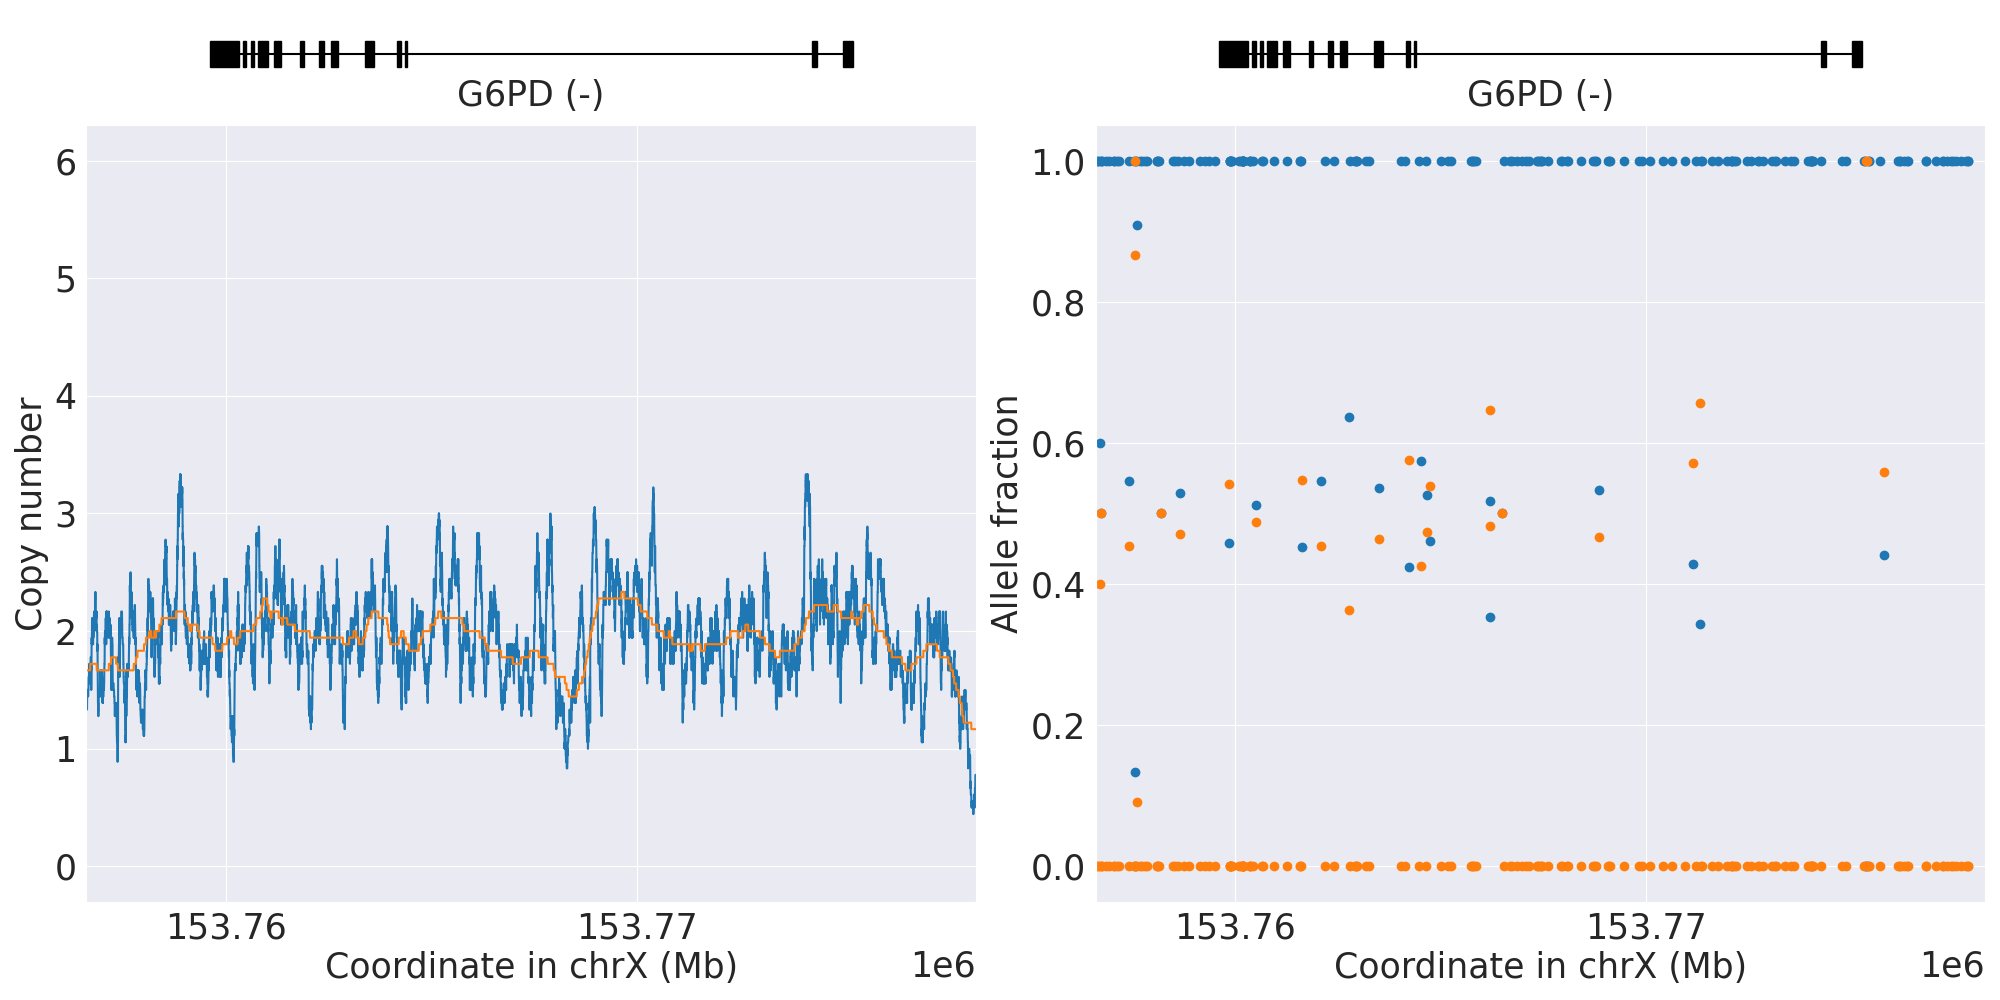 G6PD (-)
G6PD (-)
Copy number
6
5
4
3
2
1
0
153.76
153.77
Coordinate in chrX (Mb)
1e6
Allele fraction
1.0
0.8
0.6
0.4
0.2
0.0
153.76
153.77
Coordinate in chrX (Mb)
1e6